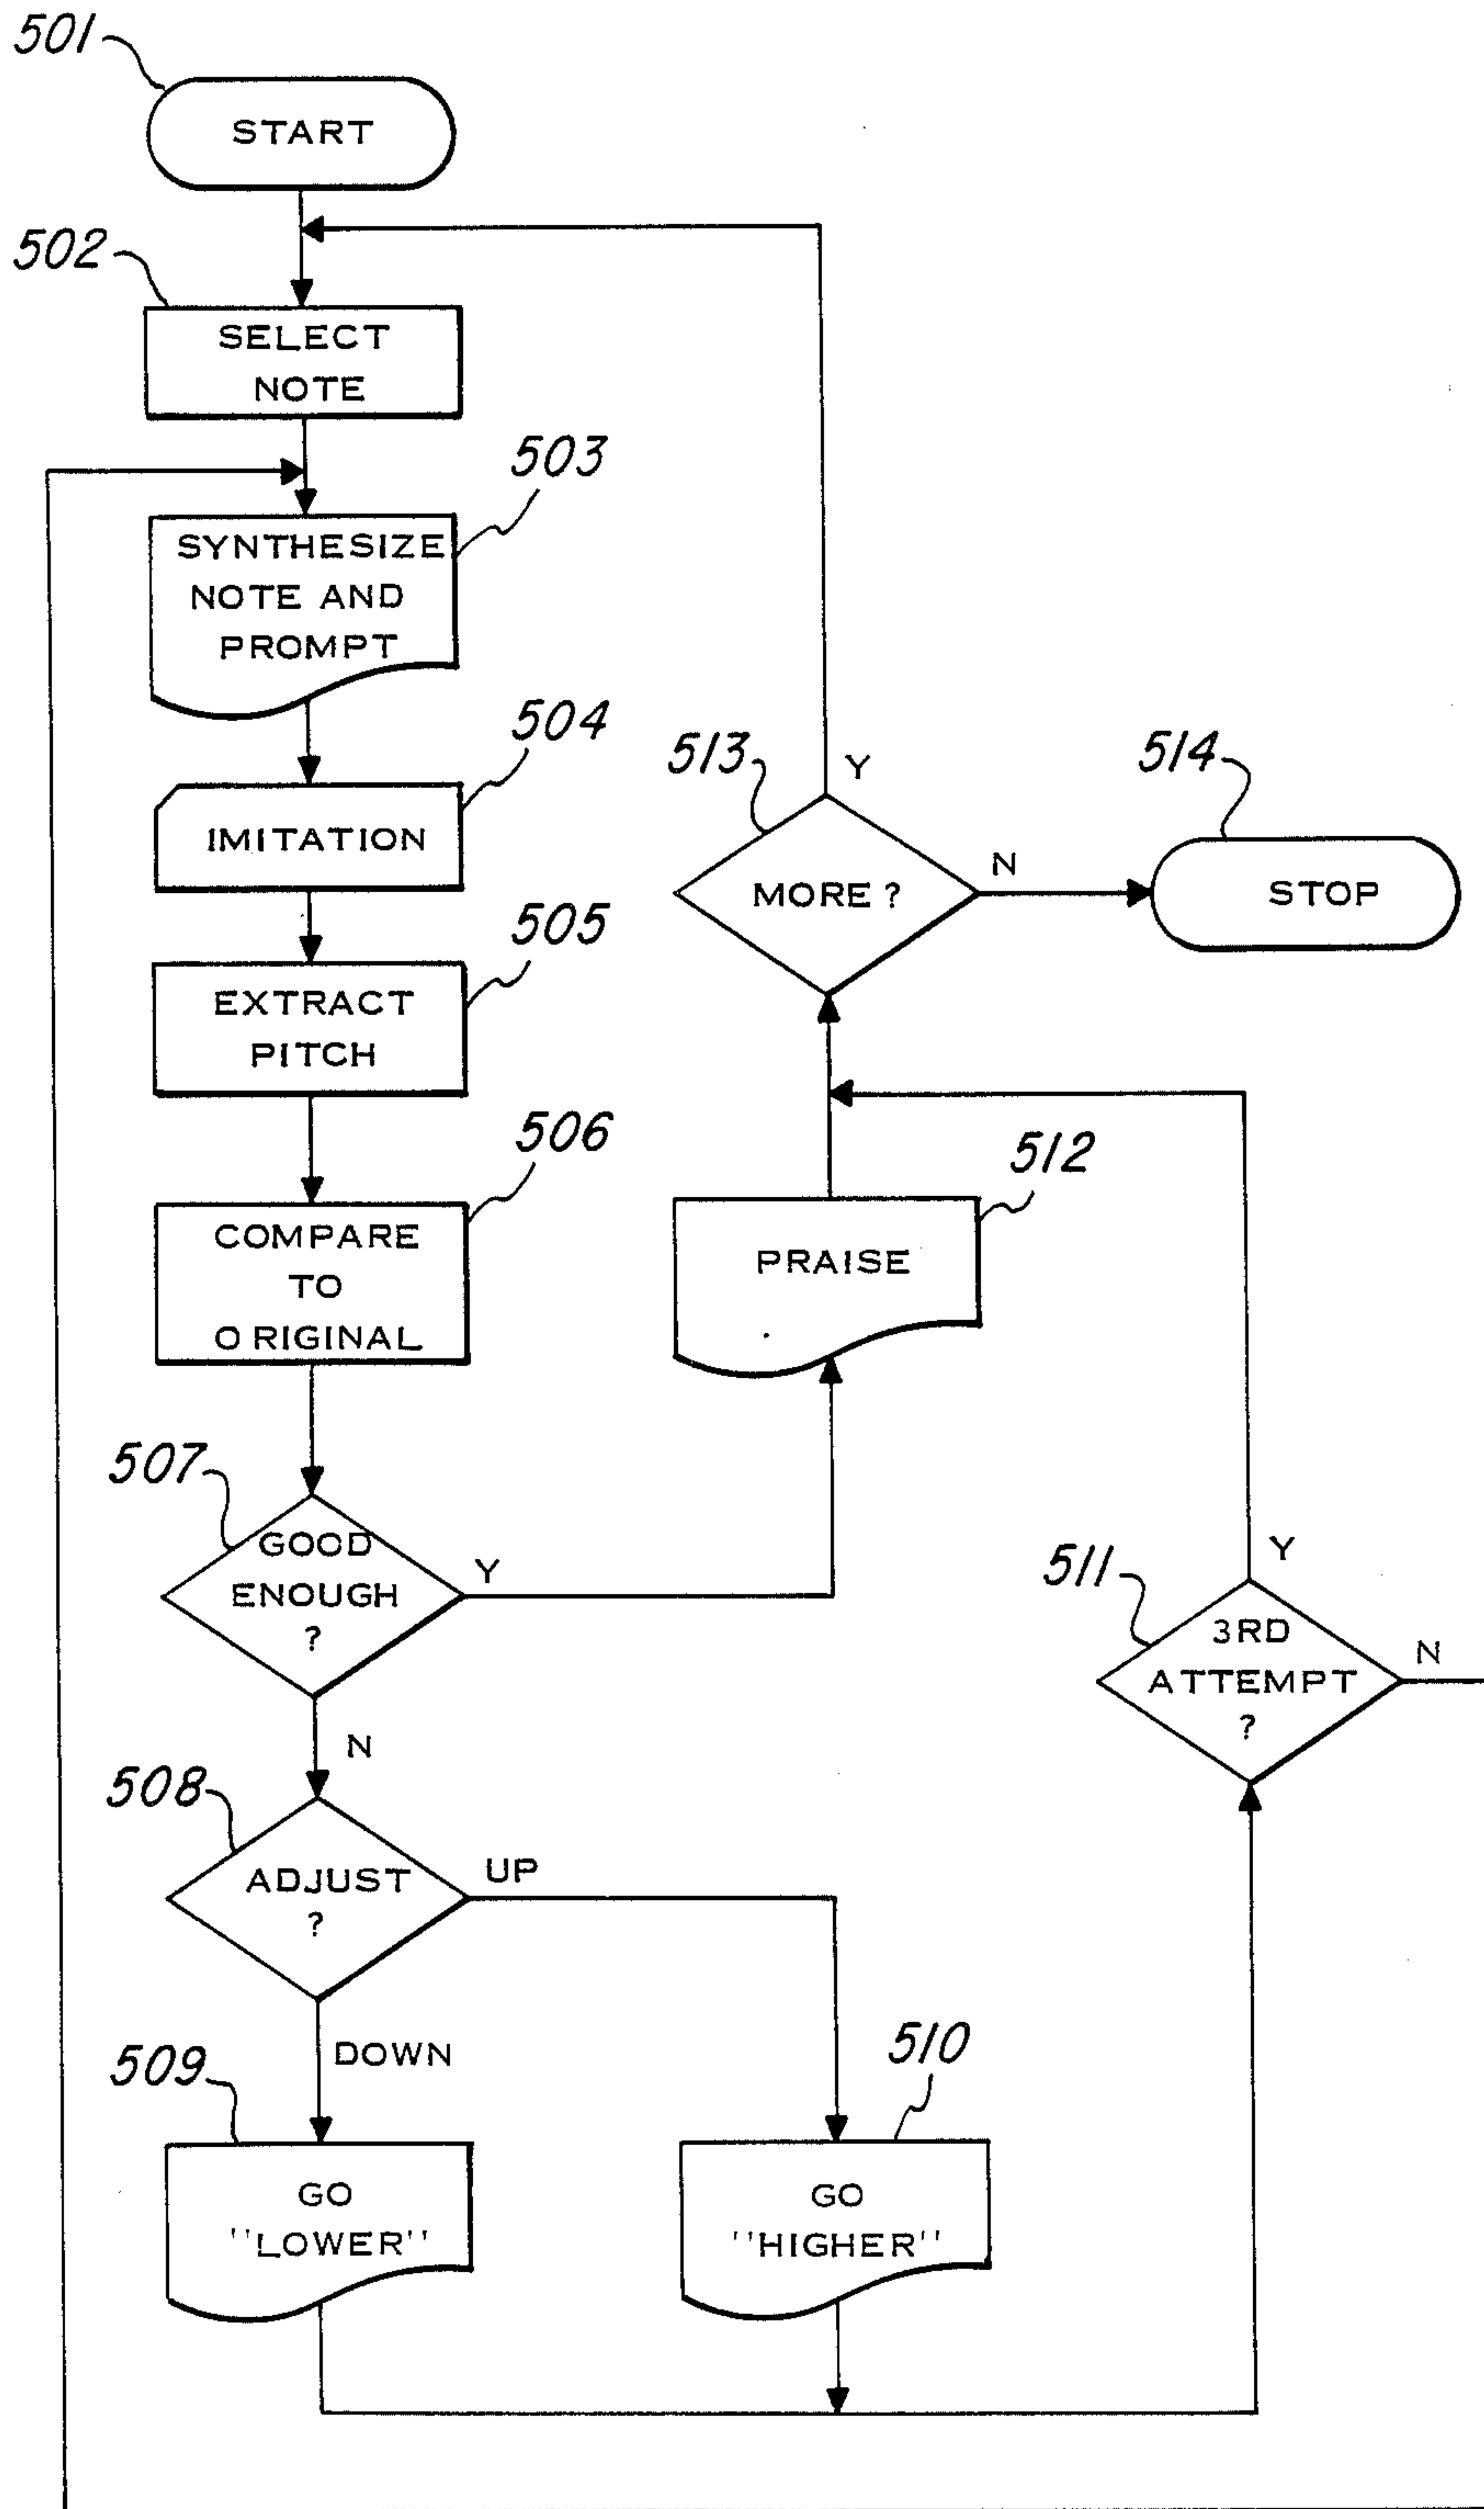 501
START
502
SELECT
NOTE
503
SYNTHESIZE
NOTE AND
PROMPT
504
IMITATION
505
EXTRACT
PITCH
506
COMPARE
TO
ORIGINAL
507
GOOD
ENOUGH
?
Y
N
508
ADJUST
?
UP
DOWN
509
GO
"LOWER"
510
GO
"HIGHER"
511
3RD
ATTEMPT
?
Y
N
512
PRAISE
513
MORE ?
Y
N
514
STOP